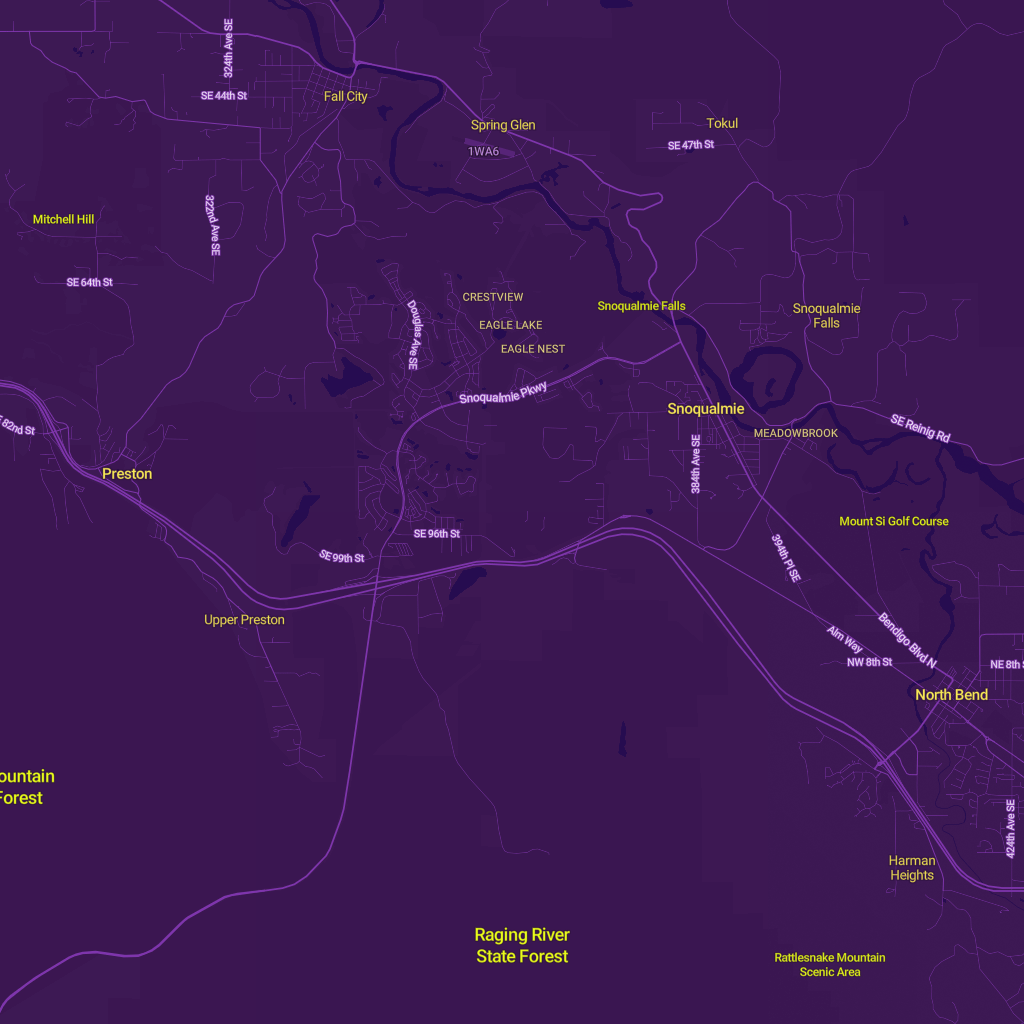 324th Ave SE
SE 44th St
Fall City
Spring Glen
Tokul
1WA6
SE 47th St
Mitchell Hill
322nd Ave SE
SE 64th St
CRESTVIEW
Snoqualmie Falls
Snoqualmie
Falls
EAGLE LAKE
Douglas Ave SE
EAGLE NEST
Snoqualmie Pkwy
Snoqualmie
82nd St
SE Reinig Rd
MEADOWBROOK
384th Ave SE
Preston
Mount Si Golf Course
SE 96th St
SE 99th St
394th Pl SE
Upper Preston
Alm Way
Bendigo Blvd N
NW 8th St
NE 8th
North Bend
ountain
Forest
424th Ave SE
Harman
Heights
Raging River
State Forest
Rattlesnake Mountain
Scenic Area